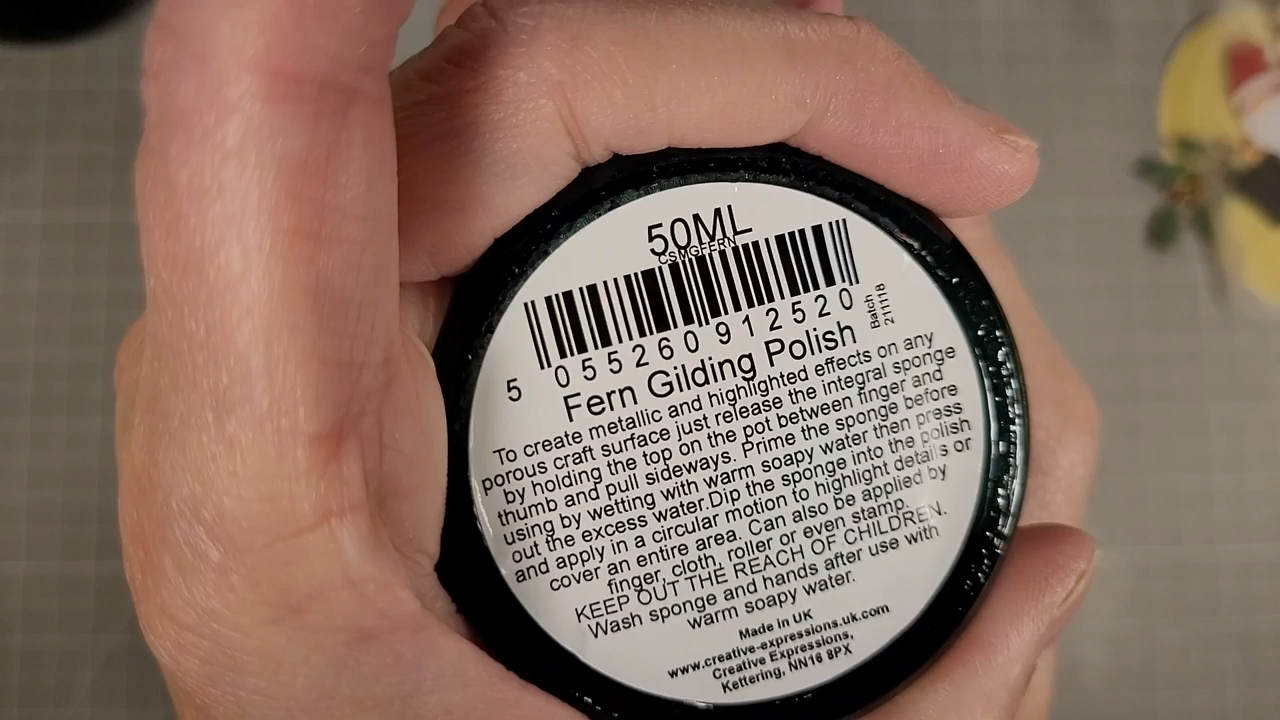 50ML
CSMGFERN
5 055260 912520
Batch
21118
Fern Gilding Polish
To create metallic and highlighted effects on any
porous craft surface just release the integral sponge
by holding the top on the pot between finger and
thumb and pull sideways. Prime the sponge before
using by wetting with warm soapy water then press
out the excess water.Dip the sponge into the polish
and apply in a circular motion to highlight details or
cover an entire area. Can also be applied by
finger, cloth, roller or even stamp.
KEEP OUT THE REACH OF CHILDREN.
Wash sponge and hands after use with
warm soapy water.
Made in UK
www.creative-expressions.uk.com
Creative Expressions,
Kettering, NN16 8PX